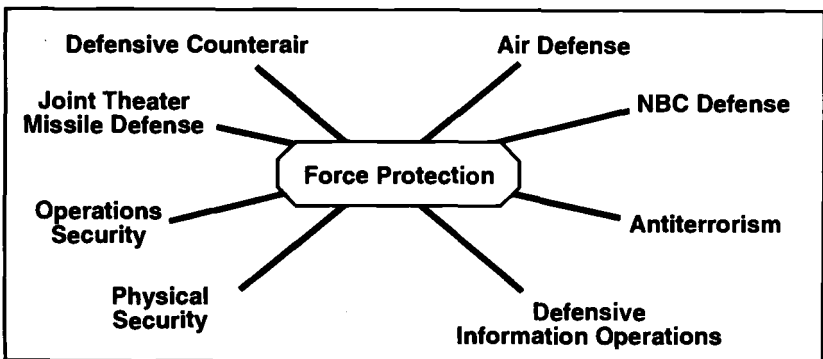 Defensive Counterair
Air Defense
Joint Theater
Missile Defense
NBC Defense
Force Protection
Operations
Security
Antiterrorism
Physical
Security
Defensive
Information Operations